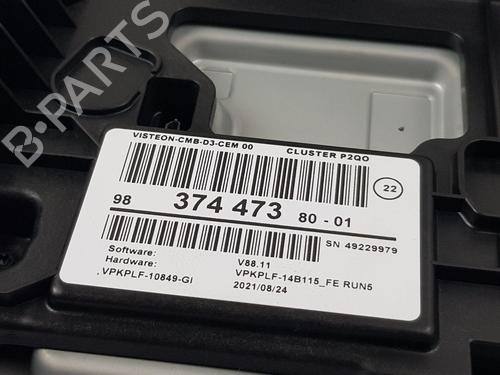 B-PARTS
VISTEON-CMB-D3-CEM 00 CLUSTER P2QO
22
98 374 473 80 - 01
SN 49229979
Software: V88.11
Hardware: VPKPLF-14B115_FE RUN5
, VPKPLF-10849-GI 2021/08/24